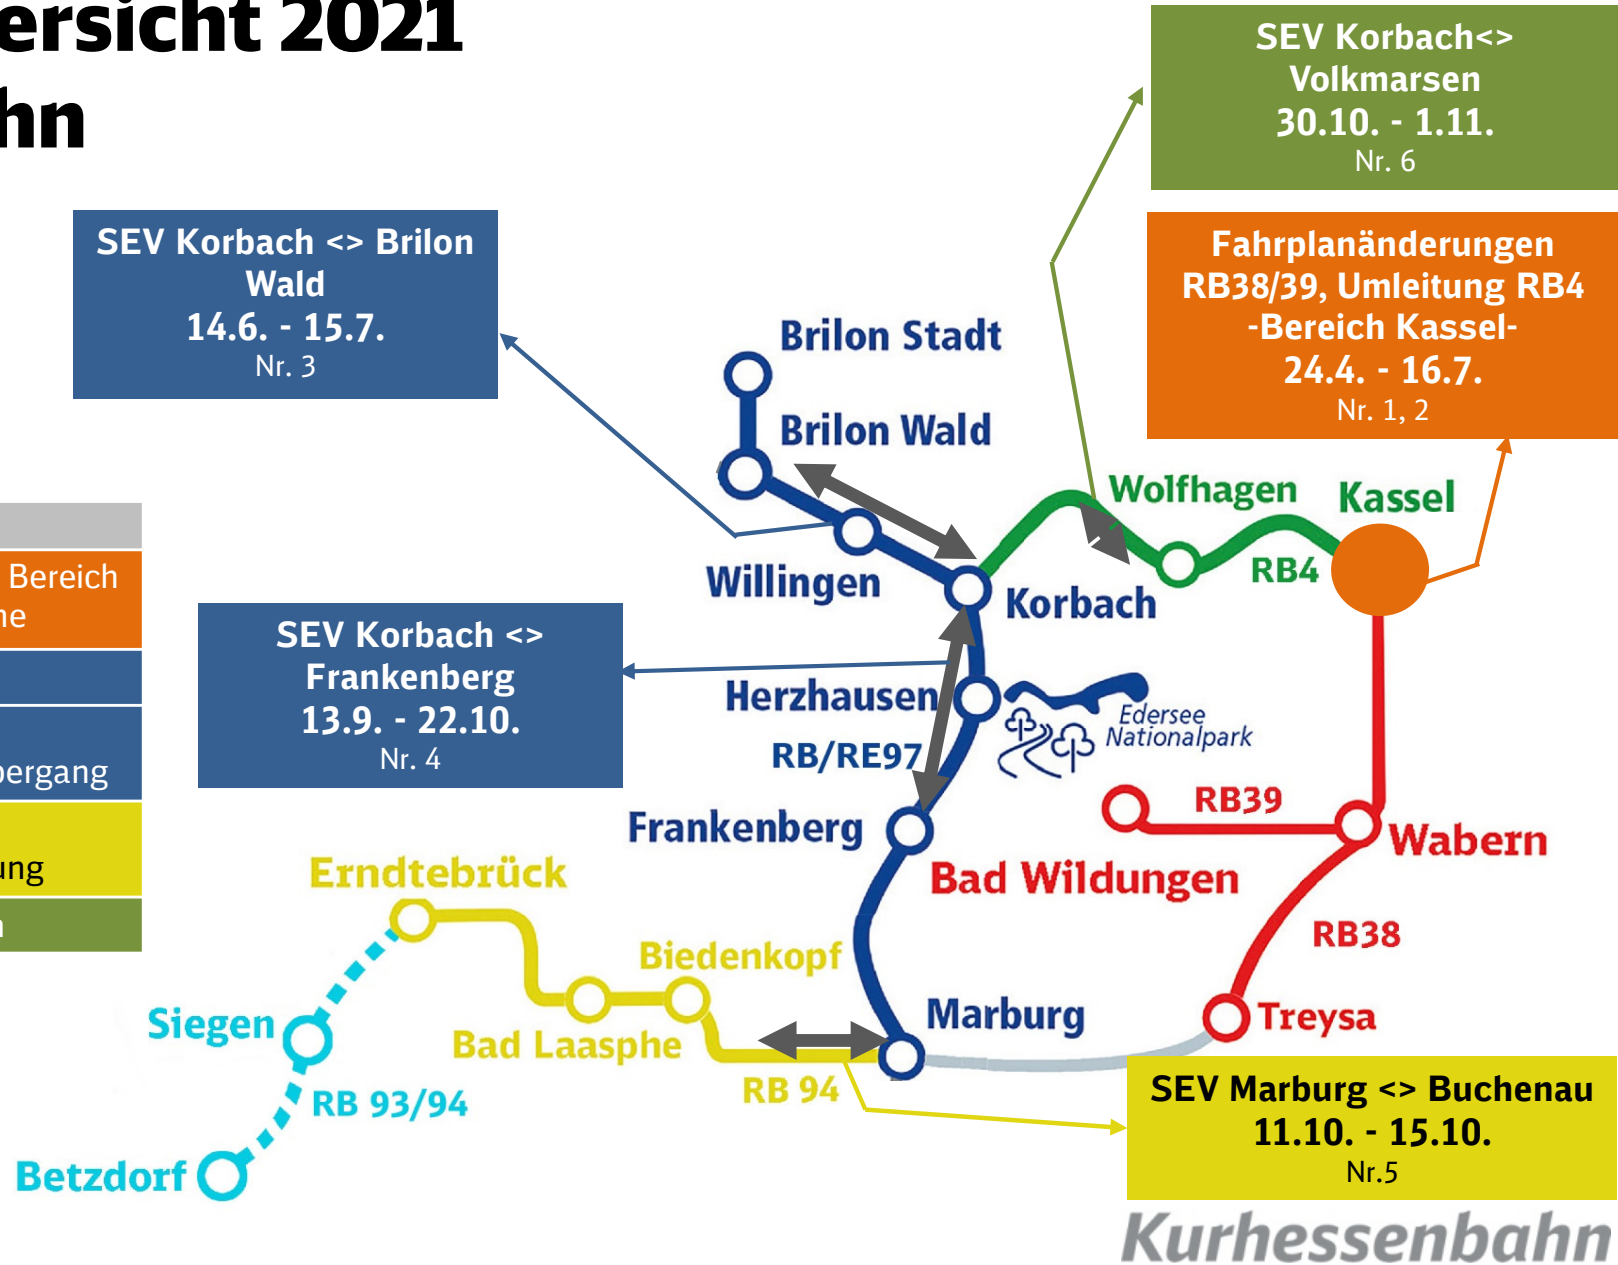 ersicht 2021
hn
SEV Korbach<>
Volkmarsen
30.10. - 1.11.
Nr. 6
SEV Korbach <> Brilon
Wald
14.6. - 15.7.
Nr. 3
Fahrplanänderungen
RB38/39, Umleitung RB4
-Bereich Kassel-
24.4. - 16.7.
Nr. 1, 2
Brilon Stadt
Brilon Wald
Wolfhagen
Kassel
Willingen
RB4
Korbach
Bereich
ne
SEV Korbach <>
Frankenberg
13.9. - 22.10.
Nr. 4
Herzhausen
Edersee
Nationalpark
RB/RE97
bergang
RB39
Frankenberg
Wabern
ung
Erndtebrück
Bad Wildungen
n
RB38
Biedenkopf
Siegen
Bad Laasphe
Marburg
Treysa
RB 94
RB 93/94
SEV Marburg <> Buchenau
11.10. - 15.10.
Nr.5
Betzdorf
Kurhessenbahn